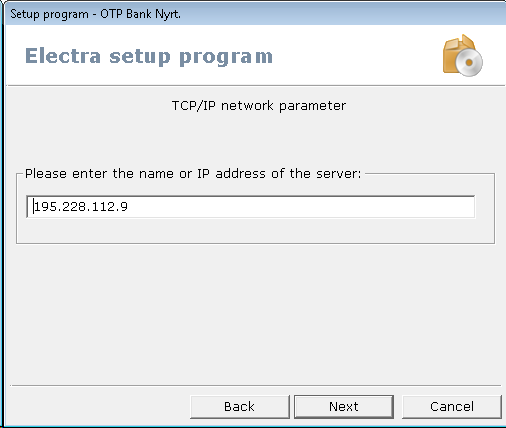 Setup program - OTP Bank Nyrt.
Electra setup program
TCP/IP network parameter
Please enter the name or IP address of the server:
195.228.112.9
Back Next Cancel